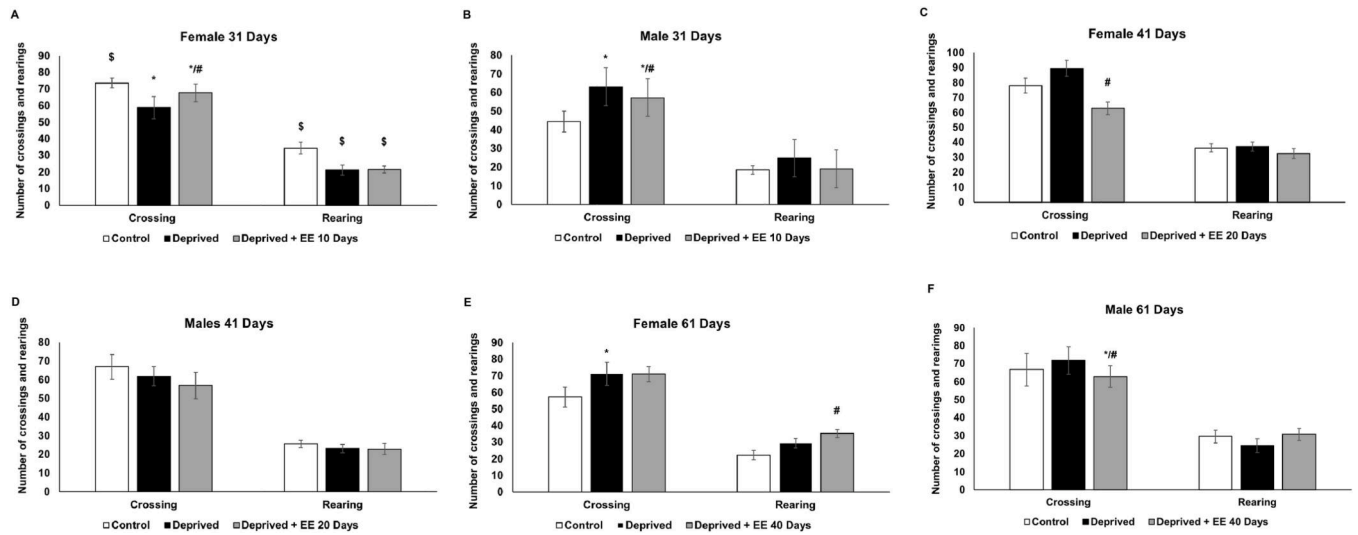 A
Female 31 Days
Number of crossings and rearings
90
80
70
60
50
40
30
20
10
0
$
*
*/#
$
$
$
Crossing
Rearing
Control
Deprived
Deprived + EE 10 Days
B
Male 31 Days
Number of crossings and rearings
80
70
60
50
40
30
20
10
0
*
*/#
Crossing
Rearing
Control
Deprived
Deprived + EE 10 Days
C
Female 41 Days
Number of crossings and rearings
100
90
80
70
60
50
40
30
20
10
0
#
Crossing
Rearing
Control
Deprived
Deprived + EE 20 Days
D
Males 41 Days
Number of crossings and rearings
80
70
60
50
40
30
20
10
0
Crossing
Rearing
Control
Deprived
Deprived + EE 20 Days
E
Female 61 Days
Number of crossings and rearings
90
80
70
60
50
40
30
20
10
0
*
#
Crossing
Rearing
Control
Deprived
Deprived + EE 40 Days
F
Male 61 Days
Number of crossings and rearimgs
90
80
70
60
50
40
30
20
10
0
*/#
Crossing
Rearing
Control
Deprived
Deprived + EE 40 Days